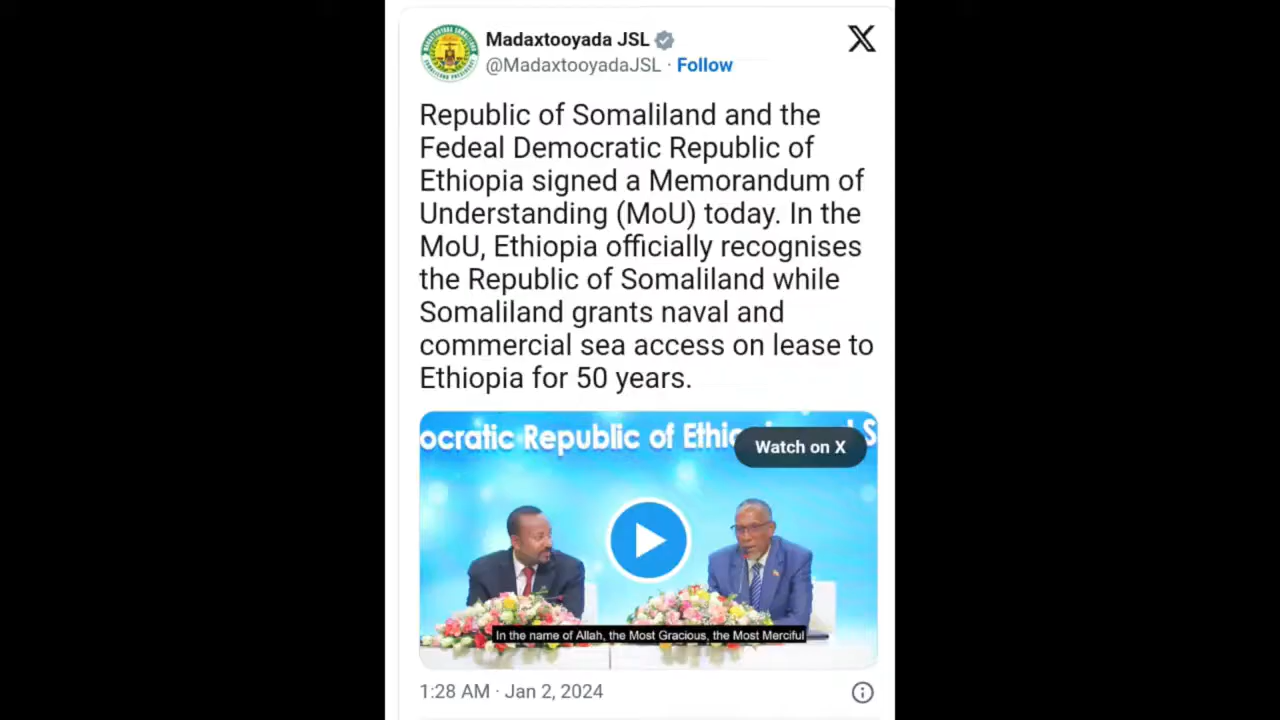 Madaxtooyada JSL
@MadaxtooyadaJSL · Follow
Republic of Somaliland and the
Fedeal Democratic Republic of
Ethiopia signed a Memorandum of
Understanding (MoU) today. In the
MoU, Ethiopia officially recognises
the Republic of Somaliland while
Somaliland grants naval and
commercial sea access on lease to
Ethiopia for 50 years.
ocratic Republic of Ethio
S
Watch on X
In the name of Allah, the Most Gracious, the Most Merciful
1:28 AM · Jan 2, 2024